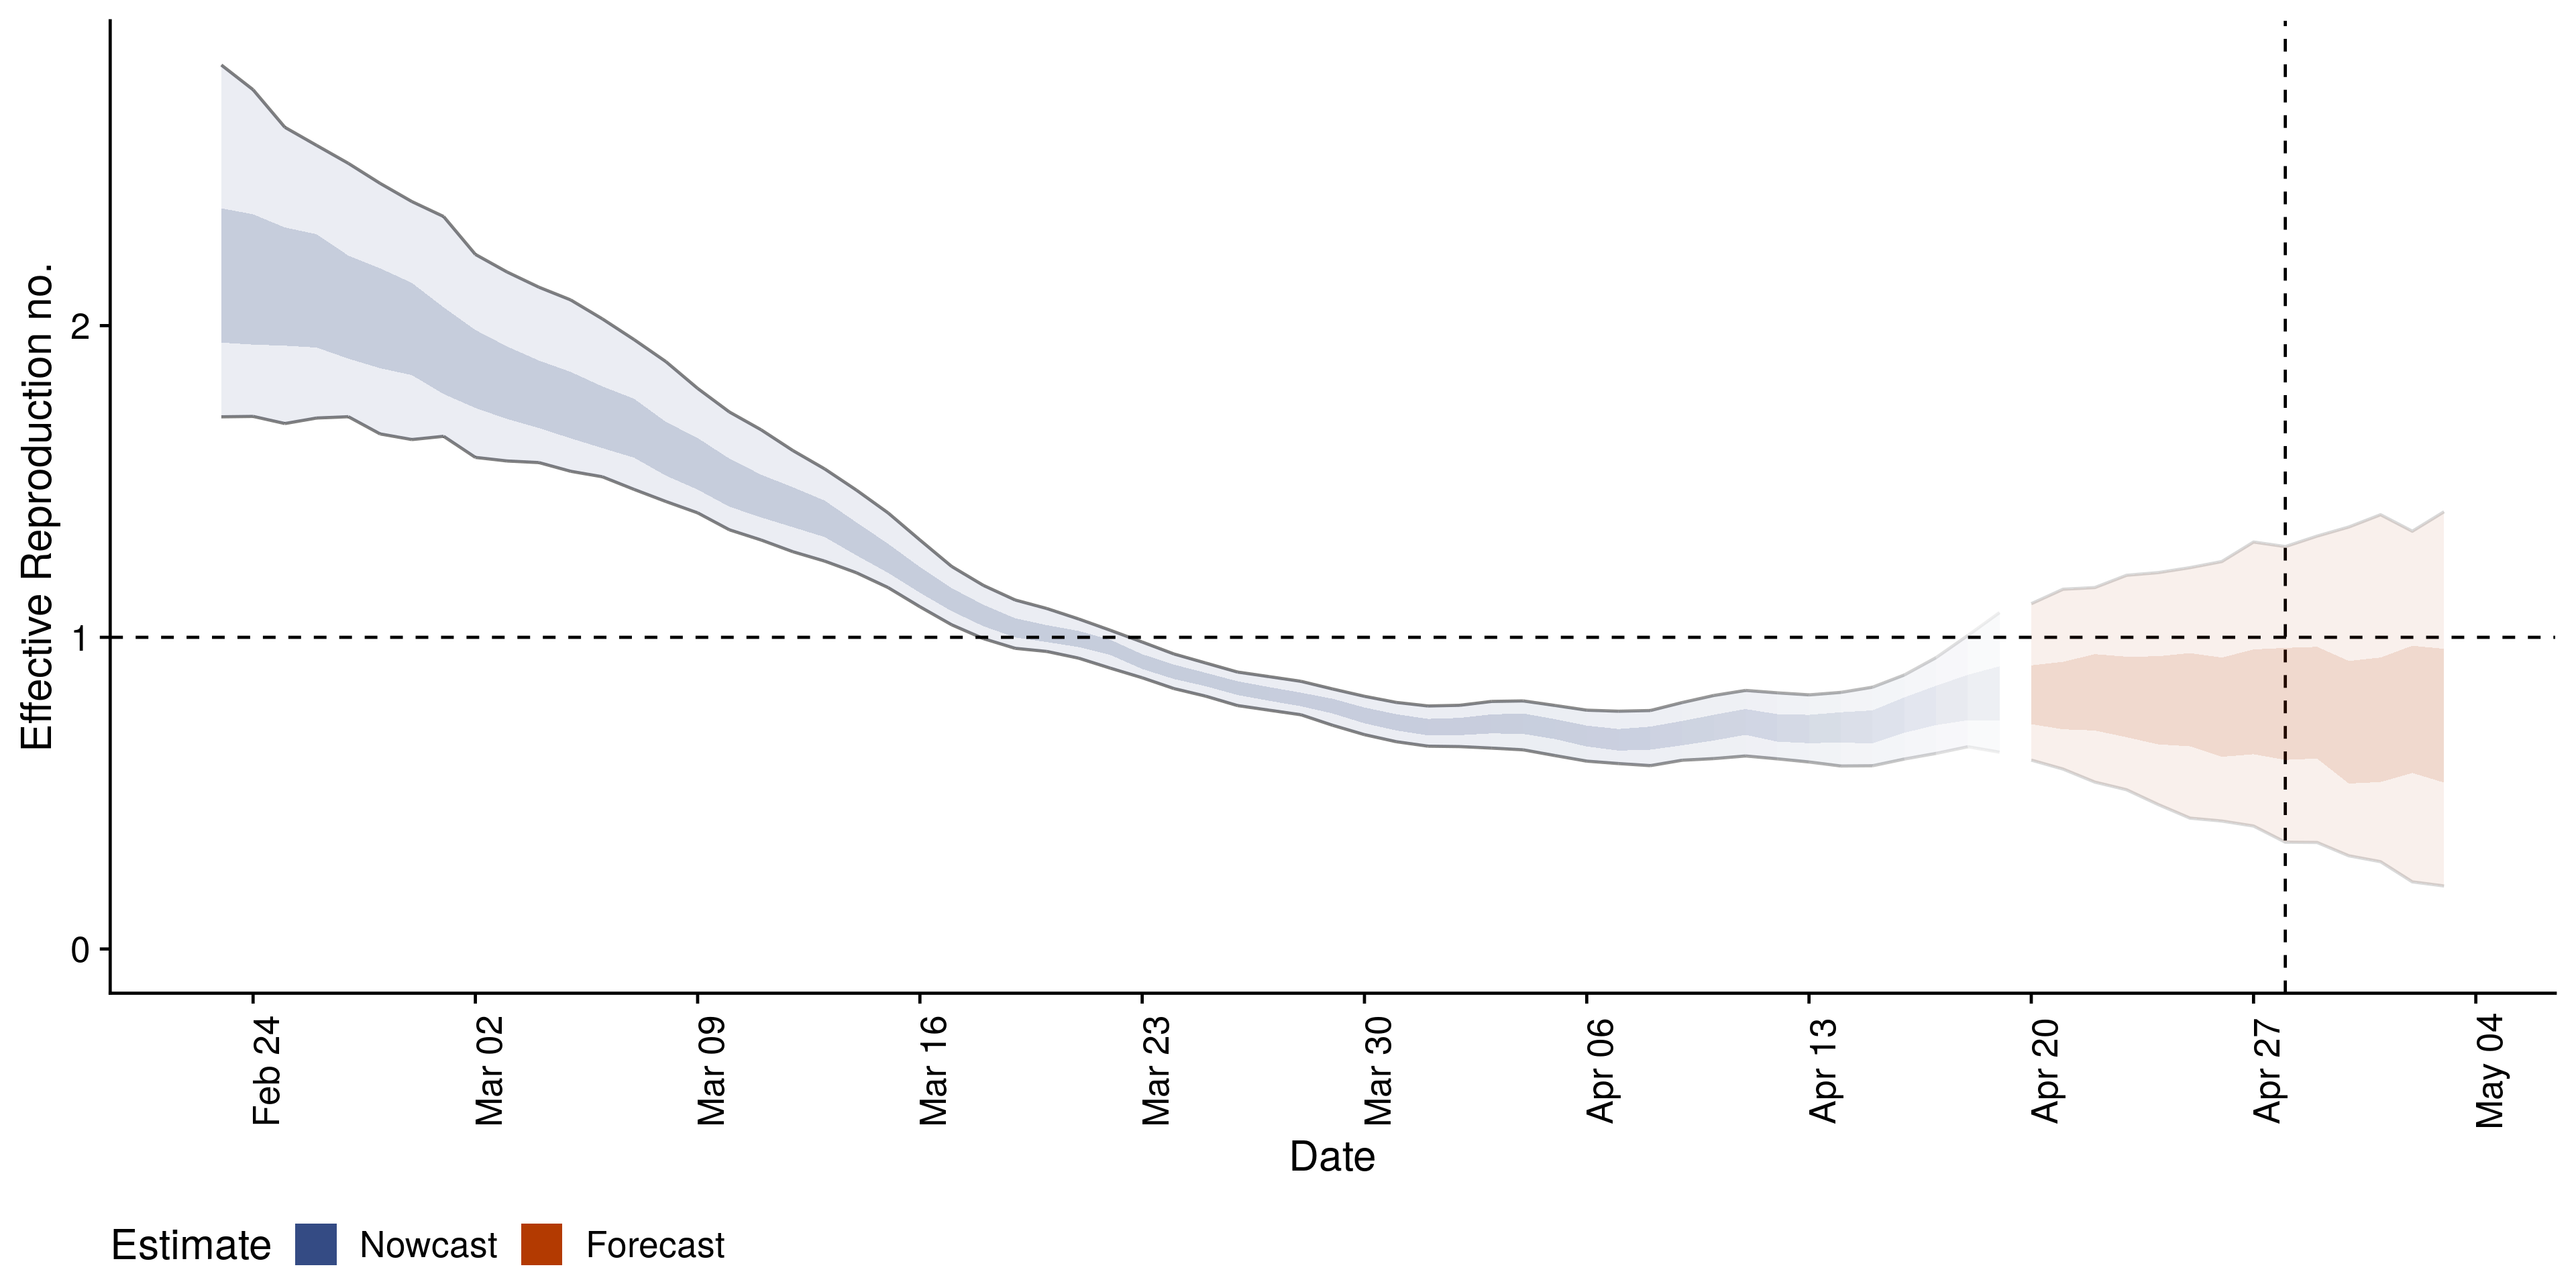 Effective Reproduction no.
2
1
0
Feb 24
Mar 02
Mar 09
Mar 16
Mar 23
Mar 30
Apr 06
Apr 13
Apr 20
Apr 27
May 04
Date
Estimate Nowcast Forecast